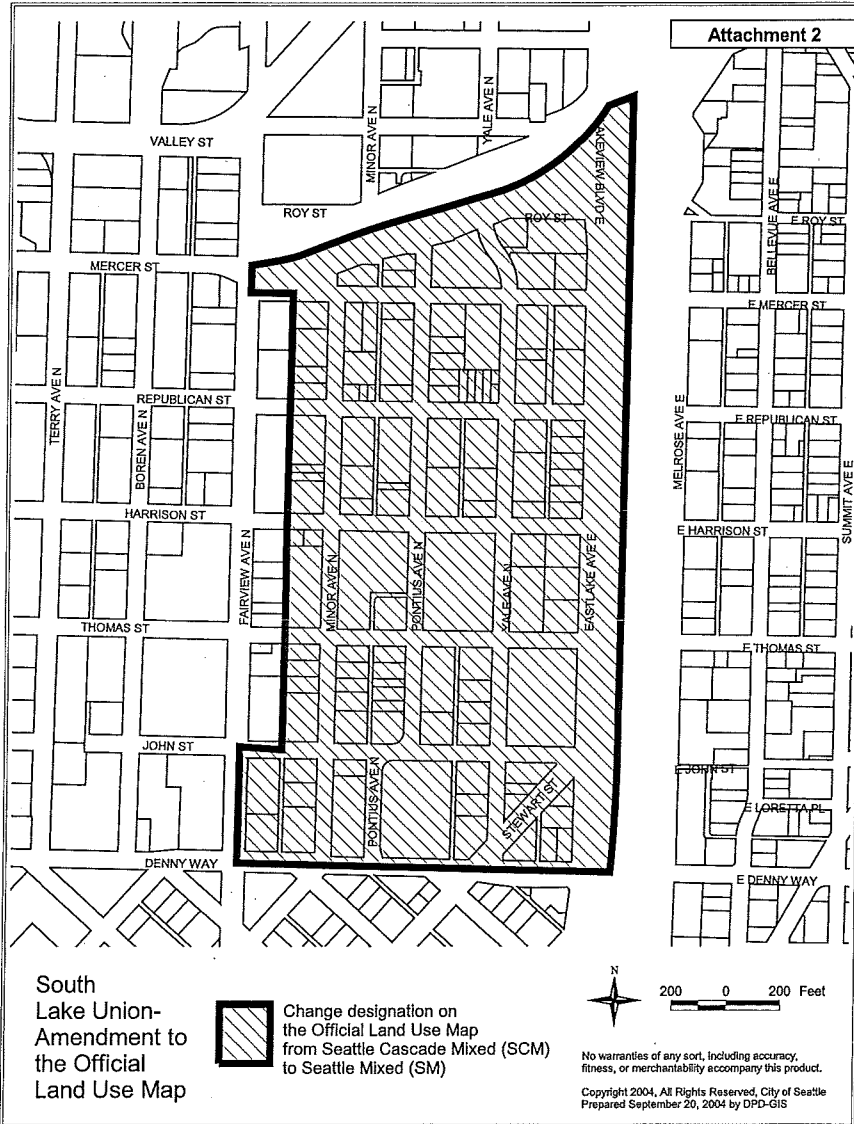 Attachment 2
VALLEY ST
MINOR AVE N
YALE AVE N
AKEVIEW BLVD E
BELLEVUE AVE E
ROY ST
ROY ST
E ROY ST
MERCER ST
E MERCER ST
TERRY AVE N
BOREN AVE N
REPUBLICAN ST
E REPUBLICAN ST
MELROSE AVE E
SUMMIT AVE E
HARRISON ST
E HARRISON ST
FAIRVIEW AVE N
MINOR AVE N
PONTIUS AVE N
YALE AVE N
EASTLAKE AVE E
THOMAS ST
E THOMAS ST
JOHN ST
E JOHN ST
PONTIUS AVE N
STEWART ST
E LORETTA PL
DENNY WAY
E DENNY WAY
South
Lake Union-
Amendment to
the Official
Land Use Map
Change designation on
the Official Land Use Map
from Seattle Cascade Mixed (SCM)
to Seattle Mixed (SM)
N
200 0 200 Feet
No warranties of any sort, including accuracy,
fitness, or merchantability accompany this product.
Copyright 2004, All Rights Reserved, City of Seattle
Prepared September 20, 2004 by DPD-GIS